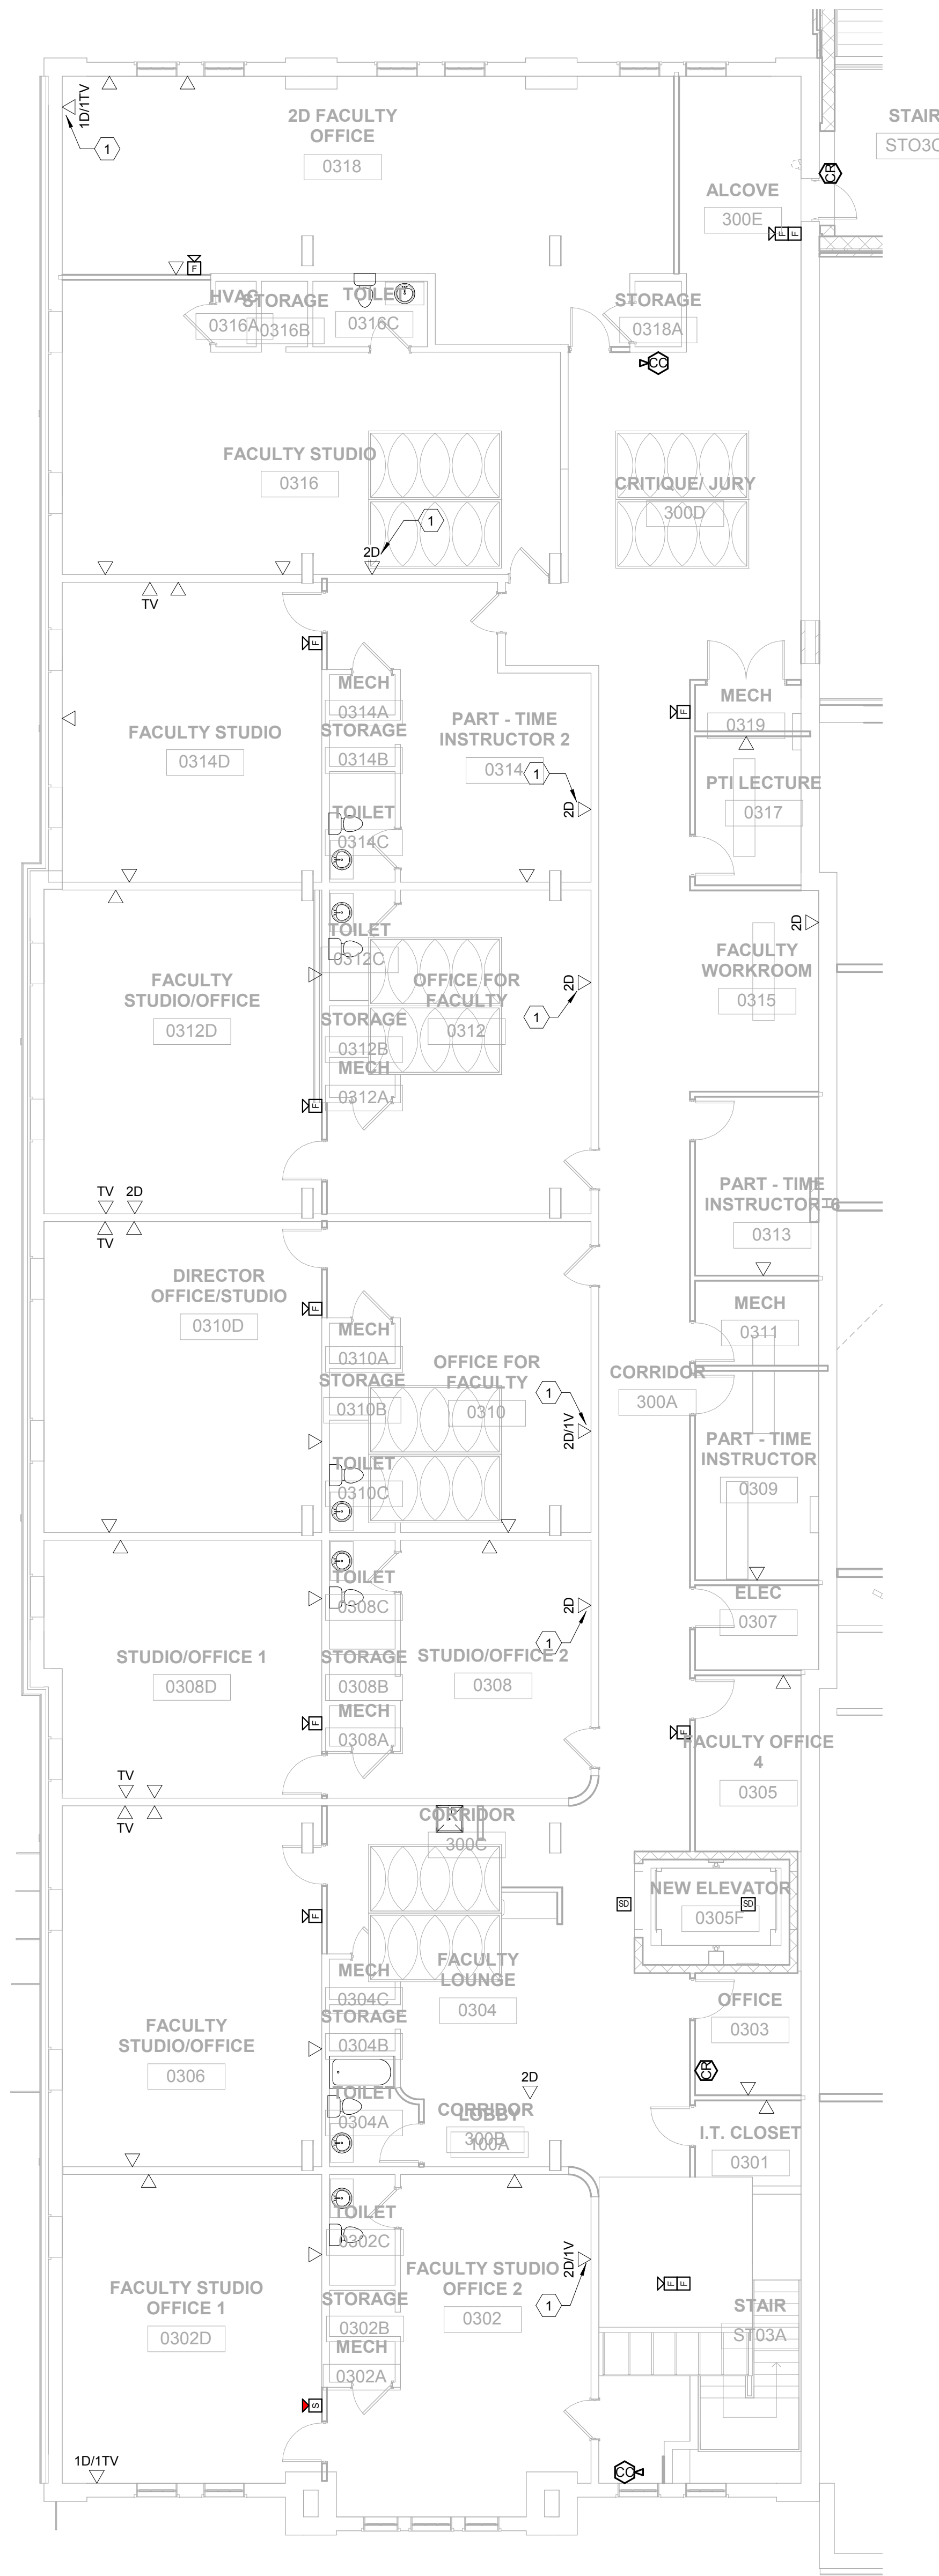 1D/1TV
1
2D FACULTY
OFFICE
0318
STAIR
STO3C
CR
ALCOVE
300E
F F
F
HVAC
0316A
STORAGE
0316B
TOILET
0316C
STORAGE
0318A
CC
FACULTY STUDIO
0316
CRITIQUE/ JURY
300D
1
2D
TV
F
MECH
0314A
STORAGE
0314B
PART - TIME
INSTRUCTOR 2
0314
FACULTY STUDIO
0314D
MECH
0319
F
PTI LECTURE
0317
1
2D
TOILET
0314C
TOILET
0312C
2D
FACULTY
WORKROOM
0315
FACULTY
STUDIO/OFFICE
0312D
OFFICE FOR
FACULTY
0312
2D
1
STORAGE
0312B
MECH
0312A
F
TV 2D
TV
PART - TIME
INSTRUCTOR 6
0313
DIRECTOR
OFFICE/STUDIO
0310D
F
MECH
0310A
STORAGE
0310B
OFFICE FOR
FACULTY
0310
1
2D/1V
MECH
0311
CORRIDOR
300A
PART - TIME
INSTRUCTOR
0309
TOILET
0310C
TOILET
0308C
2D
1
ELEC
0307
STUDIO/OFFICE 1
0308D
STORAGE
0308B
STUDIO/OFFICE 2
0308
MECH
0308A
F
F
FACULTY OFFICE
4
0305
TV
TV
CORRIDOR
300C
F
NEW ELEVATOR
0305F
SD
SD
MECH
0304C
FACULTY
LOUNGE
0304
STORAGE
0304B
FACULTY
STUDIO/OFFICE
0306
OFFICE
0303
CR
TOILET
0304A
2D
CORRIDOR
300B
LOBBY
100A
I.T. CLOSET
0301
TOILET
0302C
2D/1V
1
FACULTY STUDIO
OFFICE 1
0302D
FACULTY STUDIO
OFFICE 2
0302
STORAGE
0302B
MECH
0302A
S
F F
STAIR
ST03A
1D/1TV
CC